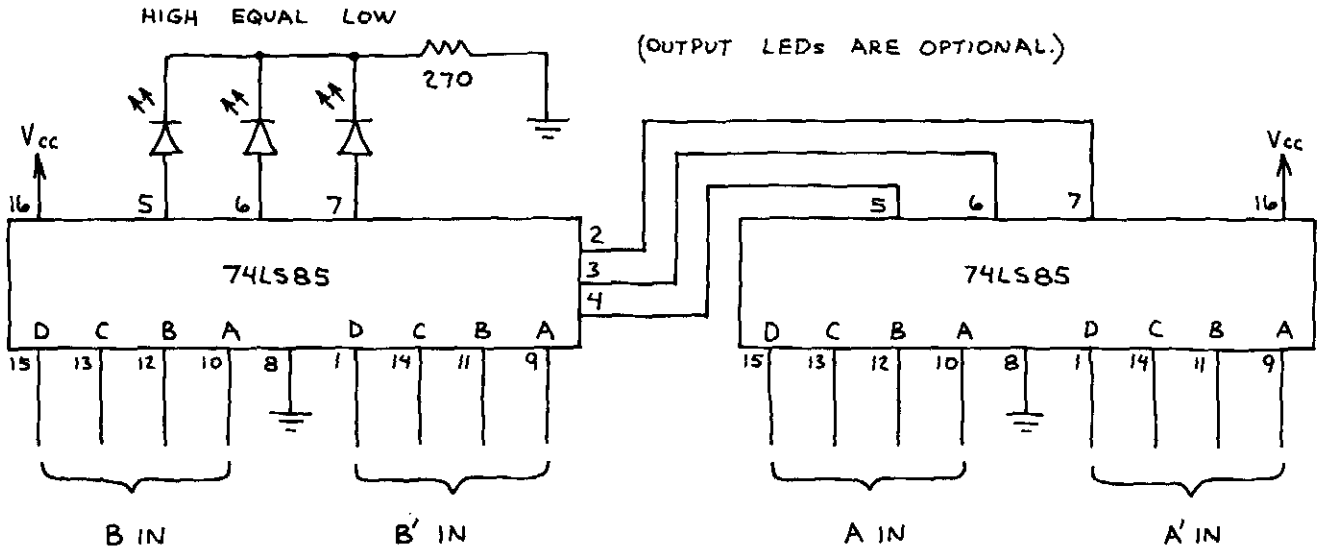 HIGH EQUAL LOW
(OUTPUT LEDs ARE OPTIONAL.)
270
Vcc
Vcc
16 5 6 7
5 6 7 16
2
3
4
74LS85
74LS85
D C B A D C B A
D C B A D C B A
15 13 12 10 8 1 14 11 9
15 13 12 10 8 1 14 11 9
B IN B' IN A IN A' IN